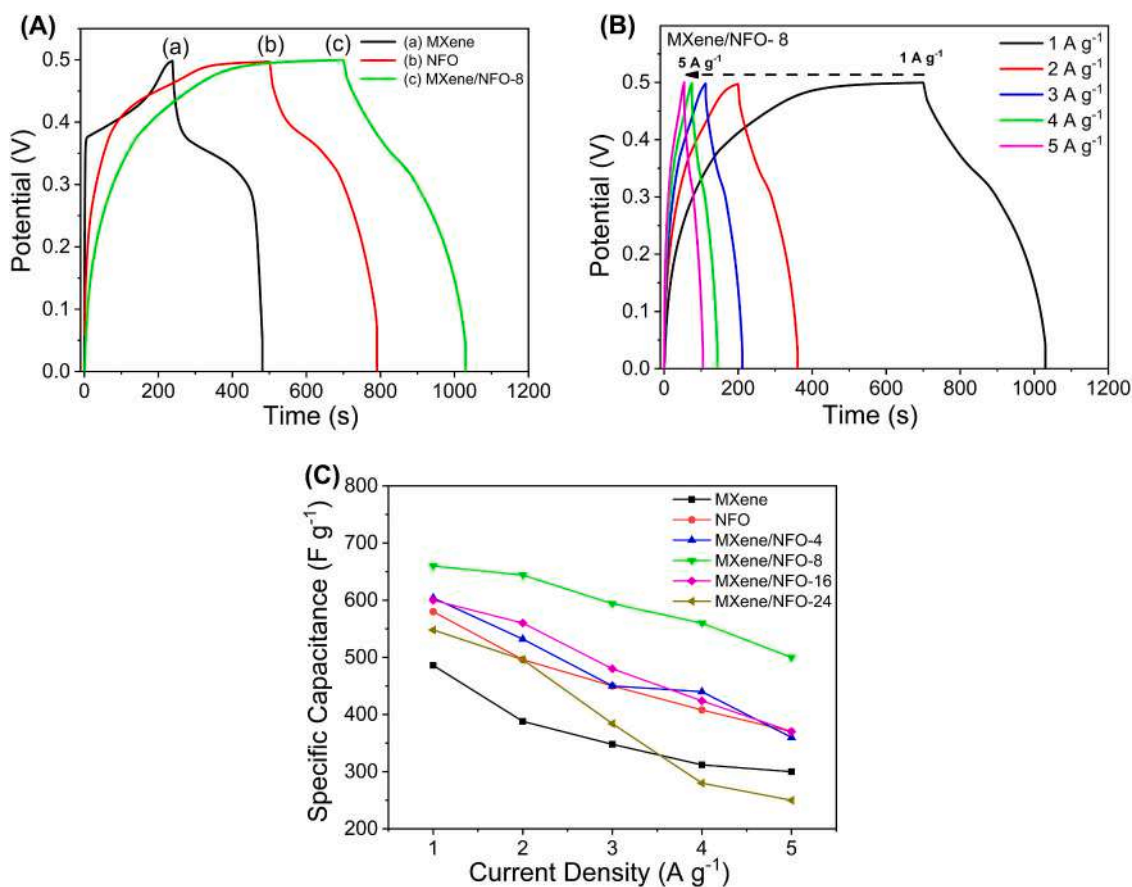 (A)
(a)
(b)
(c)
(a) MXene
(b) NFO
(c) MXene/NFO-8
Potential (V)
0.5
0.4
0.3
0.2
0.1
0.0
0 200 400 600 800 1000 1200
Time (s)
(B)
MXene/NFO- 8
5 A g⁻¹
1 A g⁻¹
1 A g⁻¹
2 A g⁻¹
3 A g⁻¹
4 A g⁻¹
5 A g⁻¹
Potential (V)
0.5
0.4
0.3
0.2
0.1
0.0
0 200 400 600 800 1000 1200
Time (s)
(C)
MXene
NFO
MXene/NFO-4
MXene/NFO-8
MXene/NFO-16
MXene/NFO-24
Specific Capacitance (F g⁻¹)
800
700
600
500
400
300
200
1 2 3 4 5
Current Density (A g⁻¹)